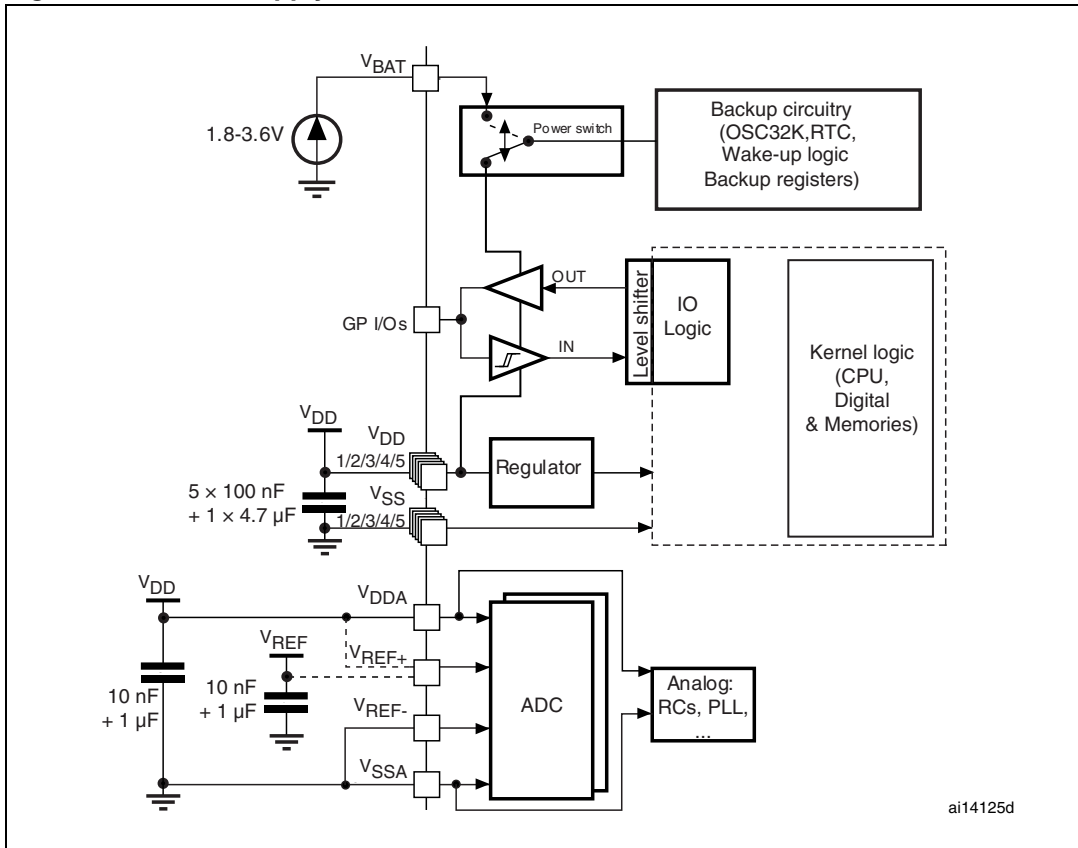 VBAT
1.8-3.6V
Power switch
Backup circuitry
(OSC32K,RTC,
Wake-up logic
Backup registers)
OUT
GP I/Os
IN
Level shifter
IO
Logic
Kernel logic
(CPU,
Digital
& Memories)
VDD
VDD
1/2/3/4/5
Regulator
5 × 100 nF
+ 1 × 4.7 µF
VSS
1/2/3/4/5
VDD
VDDA
VREF
VREF+
10 nF
+ 1 µF
10 nF
+ 1 µF
VREF-
ADC
Analog:
RCs, PLL,
...
VSSA
ai14125d